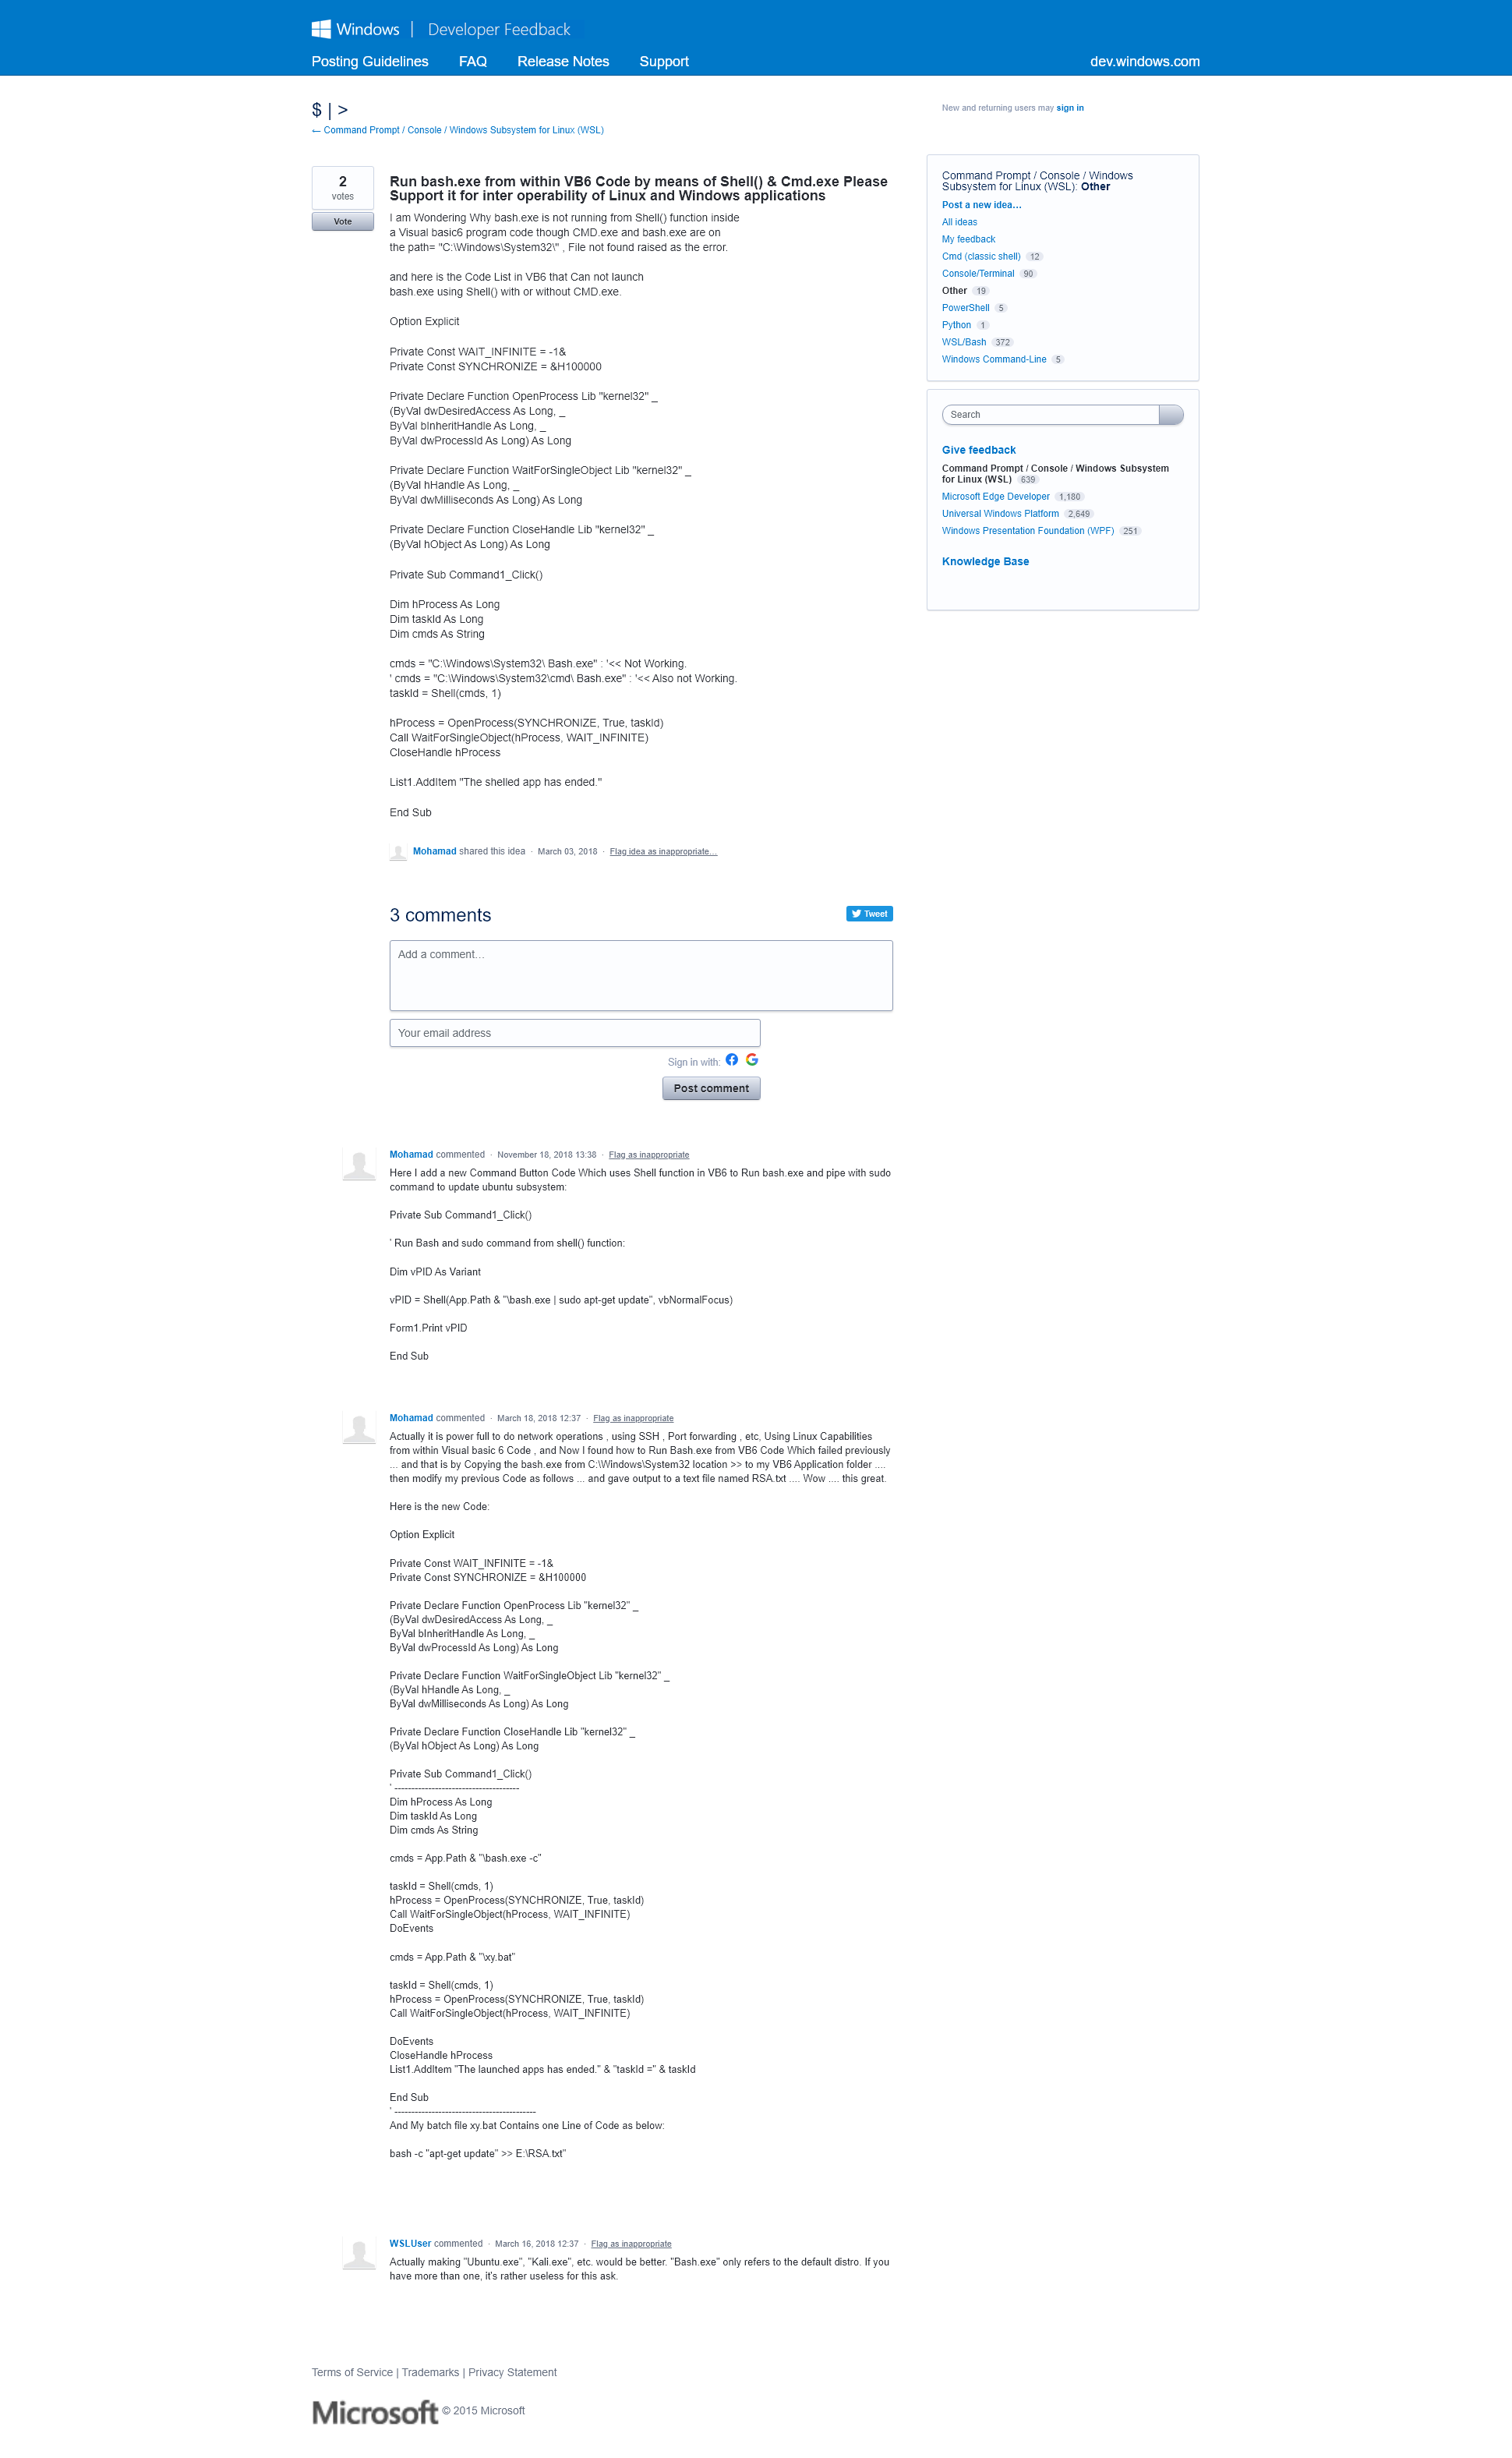 Windows | Developer Feedback
Posting Guidelines FAQ Release Notes Support dev.windows.com
$ | >
← Command Prompt / Console / Windows Subsystem for Linux (WSL)
New and returning users may sign in
2
votes
Vote
Run bash.exe from within VB6 Code by means of Shell() & Cmd.exe Please
Support it for inter operability of Linux and Windows applications
I am Wondering Why bash.exe is not running from Shell() function inside
a Visual basic6 program code though CMD.exe and bash.exe are on
the path= "C:\Windows\System32\" , File not found raised as the error.
and here is the Code List in VB6 that Can not launch
bash.exe using Shell() with or without CMD.exe.
Option Explicit
Private Const WAIT_INFINITE = -1&
Private Const SYNCHRONIZE = &H100000
Private Declare Function OpenProcess Lib "kernel32" _
(ByVal dwDesiredAccess As Long, _
ByVal bInheritHandle As Long, _
ByVal dwProcessId As Long) As Long
Private Declare Function WaitForSingleObject Lib "kernel32" _
(ByVal hHandle As Long, _
ByVal dwMilliseconds As Long) As Long
Private Declare Function CloseHandle Lib "kernel32" _
(ByVal hObject As Long) As Long
Private Sub Command1_Click()
Dim hProcess As Long
Dim taskId As Long
Dim cmds As String
cmds = "C:\Windows\System32\ Bash.exe" : '<< Not Working.
' cmds = "C:\Windows\System32\cmd\ Bash.exe" : '<< Also not Working.
taskId = Shell(cmds, 1)
hProcess = OpenProcess(SYNCHRONIZE, True, taskId)
Call WaitForSingleObject(hProcess, WAIT_INFINITE)
CloseHandle hProcess
List1.AddItem "The shelled app has ended."
End Sub
Mohamad shared this idea · March 03, 2018 · Flag idea as inappropriate…
3 comments
Tweet
Add a comment…
Your email address
Sign in with:
Post comment
Mohamad commented · November 18, 2018 13:38 · Flag as inappropriate
Here I add a new Command Button Code Which uses Shell function in VB6 to Run bash.exe and pipe with sudo
command to update ubuntu subsystem:
Private Sub Command1_Click()
' Run Bash and sudo command from shell() function:
Dim vPID As Variant
vPID = Shell(App.Path & "\bash.exe | sudo apt-get update", vbNormalFocus)
Form1.Print vPID
End Sub
Mohamad commented · March 18, 2018 12:37 · Flag as inappropriate
Actually it is power full to do network operations , using SSH , Port forwarding , etc, Using Linux Capabilities
from within Visual basic 6 Code , and Now I found how to Run Bash.exe from VB6 Code Which failed previously
... and that is by Copying the bash.exe from C:\Windows\System32 location >> to my VB6 Application folder ....
then modify my previous Code as follows ... and gave output to a text file named RSA.txt .... Wow .... this great.
Here is the new Code:
Option Explicit
Private Const WAIT_INFINITE = -1&
Private Const SYNCHRONIZE = &H100000
Private Declare Function OpenProcess Lib "kernel32" _
(ByVal dwDesiredAccess As Long, _
ByVal bInheritHandle As Long, _
ByVal dwProcessId As Long) As Long
Private Declare Function WaitForSingleObject Lib "kernel32" _
(ByVal hHandle As Long, _
ByVal dwMilliseconds As Long) As Long
Private Declare Function CloseHandle Lib "kernel32" _
(ByVal hObject As Long) As Long
Private Sub Command1_Click()
' -------------------------------------
Dim hProcess As Long
Dim taskId As Long
Dim cmds As String
cmds = App.Path & "\bash.exe -c"
taskId = Shell(cmds, 1)
hProcess = OpenProcess(SYNCHRONIZE, True, taskId)
Call WaitForSingleObject(hProcess, WAIT_INFINITE)
DoEvents
cmds = App.Path & "\xy.bat"
taskId = Shell(cmds, 1)
hProcess = OpenProcess(SYNCHRONIZE, True, taskId)
Call WaitForSingleObject(hProcess, WAIT_INFINITE)
DoEvents
CloseHandle hProcess
List1.AddItem "The launched apps has ended." & "taskId =" & taskId
End Sub
' ------------------------------------------
And My batch file xy.bat Contains one Line of Code as below:
bash -c "apt-get update" >> E:\RSA.txt"
WSLUser commented · March 16, 2018 12:37 · Flag as inappropriate
Actually making "Ubuntu.exe", "Kali.exe", etc. would be better. "Bash.exe" only refers to the default distro. If you
have more than one, it's rather useless for this ask.
Command Prompt / Console / Windows
Subsystem for Linux (WSL): Other
Post a new idea…
All ideas
My feedback
Cmd (classic shell) 12
Console/Terminal 90
Other 19
PowerShell 5
Python 1
WSL/Bash 372
Windows Command-Line 5
Search
Give feedback
Command Prompt / Console / Windows Subsystem
for Linux (WSL) 639
Microsoft Edge Developer 1,180
Universal Windows Platform 2,649
Windows Presentation Foundation (WPF) 251
Knowledge Base
Terms of Service | Trademarks | Privacy Statement
Microsoft © 2015 Microsoft